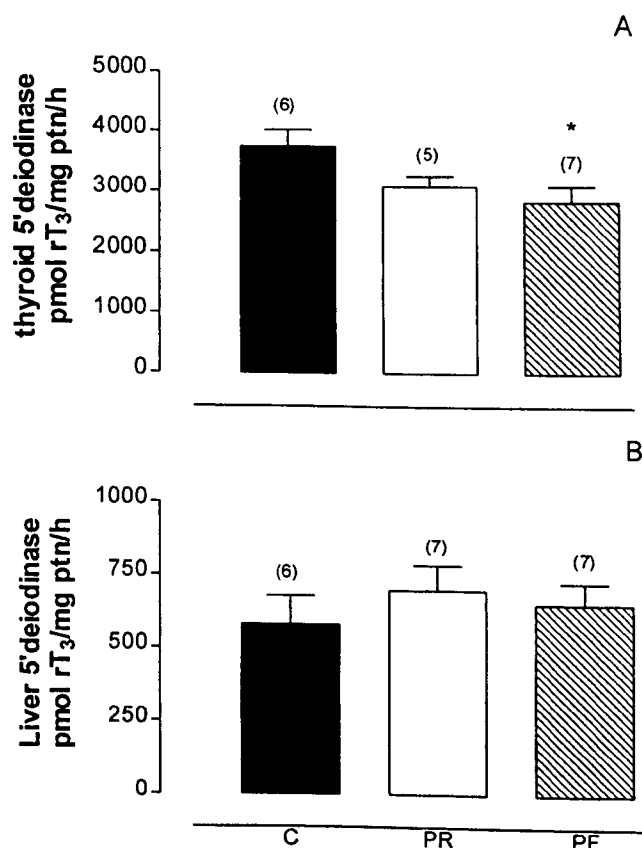 A
thyroid 5'deiodinase
pmol rT₃/mg ptn/h
5000
4000
3000
2000
1000
0
(6)
(5)
*
(7)
B
Liver 5'deiodinase
pmol rT₃/mg ptn/h
1000
750
500
250
0
(6)
(7)
(7)
C PR PF